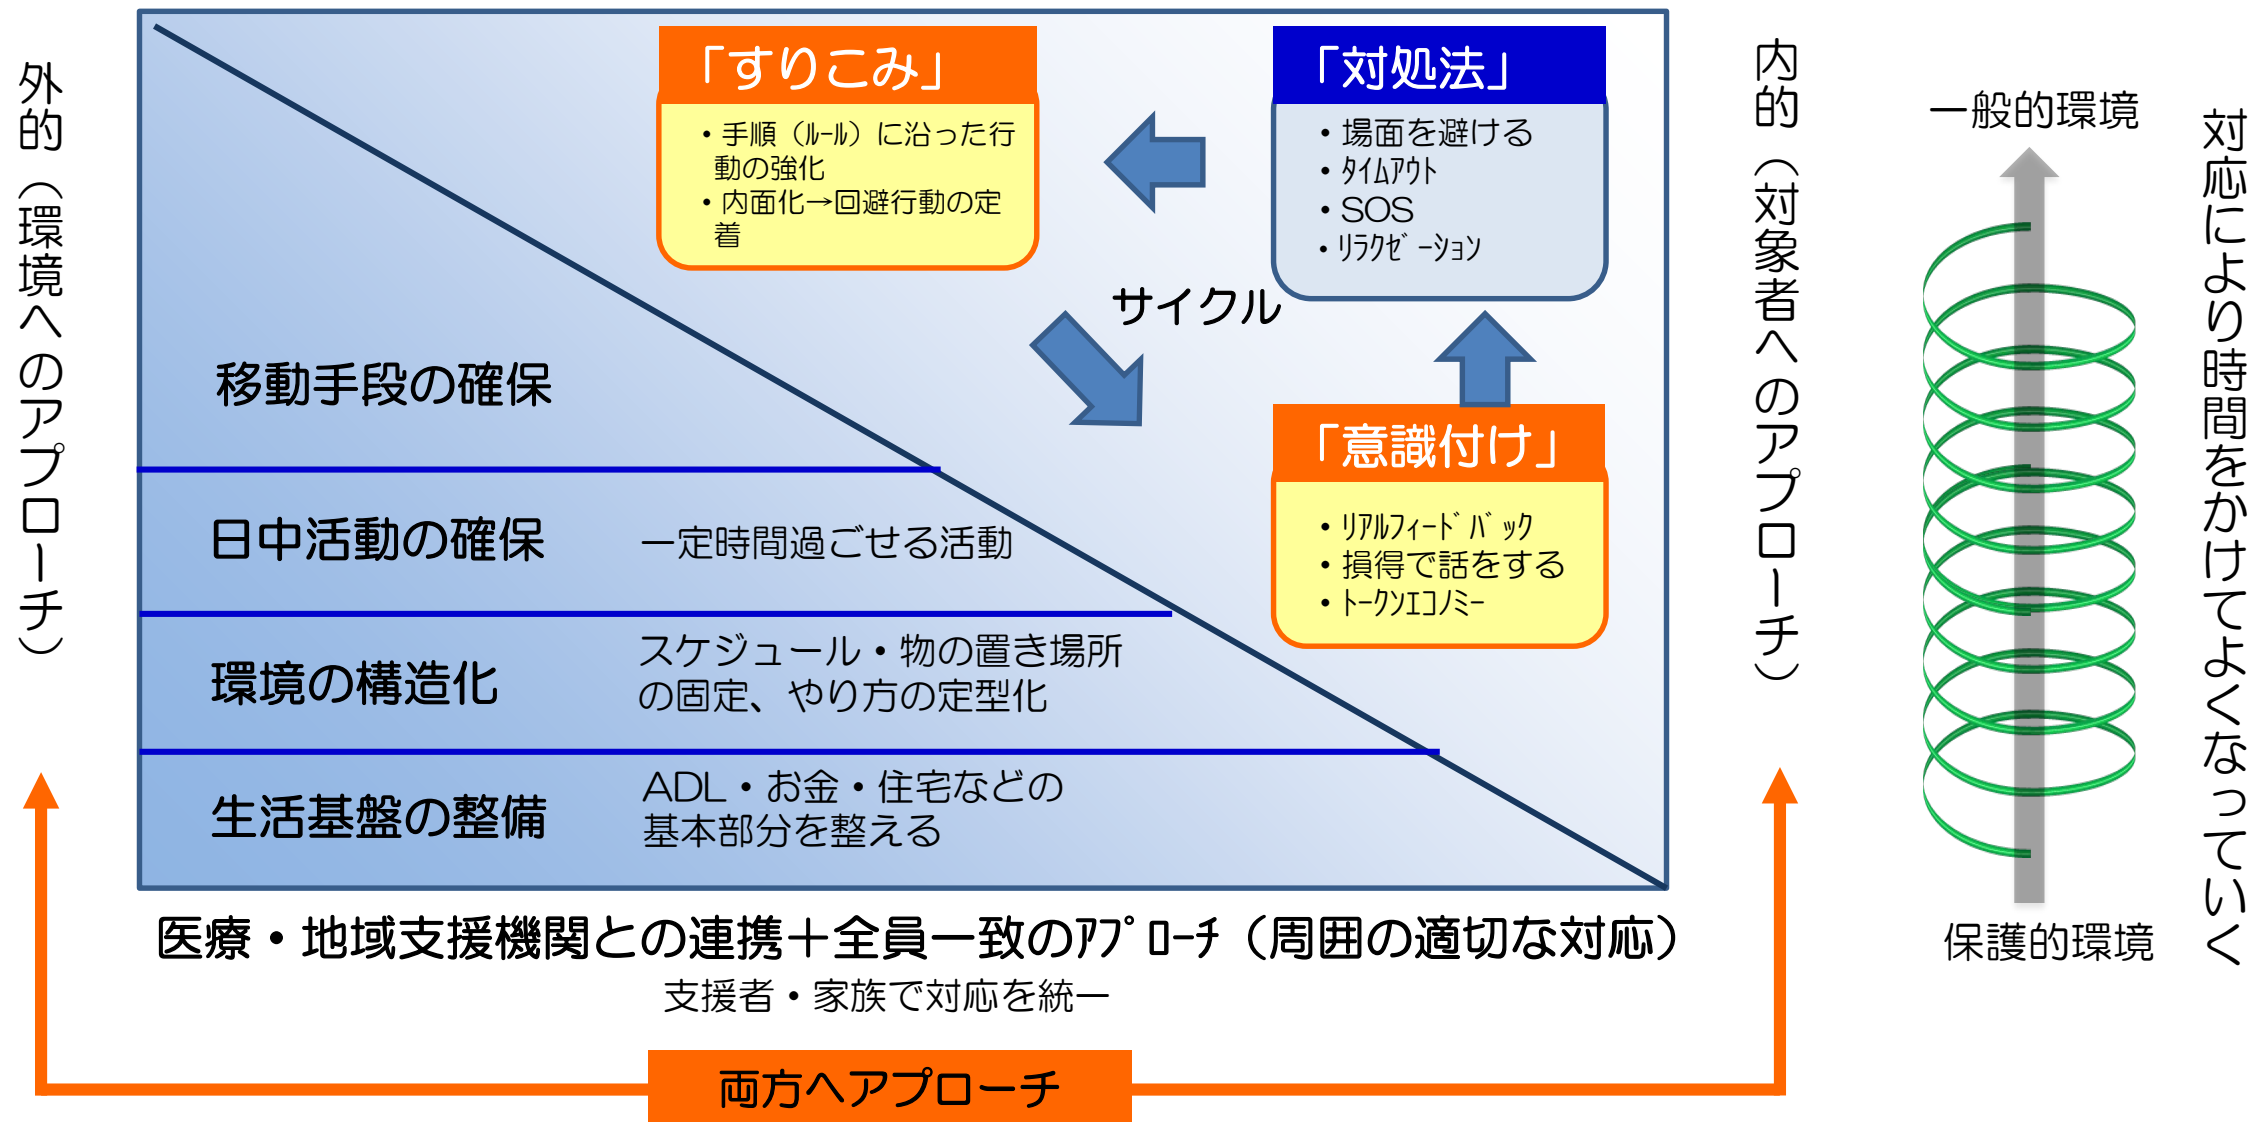 外的（環境へのアプローチ）
「すりこみ」
・手順（ﾙｰﾙ）に沿った行
動の強化
・内面化→回避行動の定
着
「対処法」
・場面を避ける
・ﾀｲﾑｱｳﾄ
・SOS
・ﾘﾗｸｾﾞｰｼｮﾝ
サイクル
「意識付け」
・ﾘｱﾙﾌｨｰﾄﾞﾊﾞｯｸ
・損得で話をする
・ﾄｰｸﾝｴｺﾉﾐｰ
移動手段の確保
日中活動の確保
一定時間過ごせる活動
環境の構造化
スケジュール・物の置き場所
の固定、やり方の定型化
生活基盤の整備
ADL・お金・住宅などの
基本部分を整える
医療・地域支援機関との連携＋全員一致のｱﾌﾟﾛｰﾁ（周囲の適切な対応）
支援者・家族で対応を統一
両方へアプローチ
内的（対象者へのアプローチ）
一般的環境
保護的環境
対応により時間をかけてよくなっていく